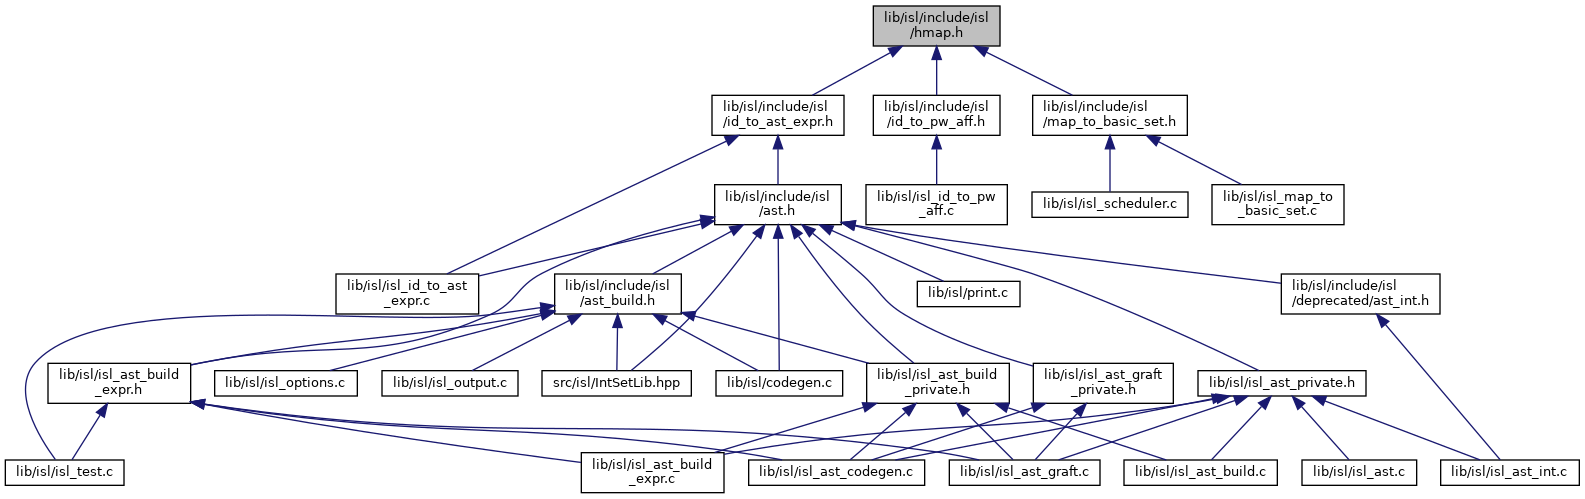 lib/isl/include/isl
/hmap.h
lib/isl/include/isl
/id_to_ast_expr.h
lib/isl/include/isl
/id_to_pw_aff.h
lib/isl/include/isl
/map_to_basic_set.h
lib/isl/include/isl
/ast.h
lib/isl/isl_id_to_pw
_aff.c
lib/isl/isl_scheduler.c
lib/isl/isl_map_to
_basic_set.c
lib/isl/isl_id_to_ast
_expr.c
lib/isl/include/isl
/ast_build.h
lib/isl/print.c
lib/isl/include/isl
/deprecated/ast_int.h
lib/isl/isl_ast_build
_expr.h
lib/isl/isl_options.c
lib/isl/isl_output.c
src/isl/IntSetLib.hpp
lib/isl/codegen.c
lib/isl/isl_ast_build
_private.h
lib/isl/isl_ast_graft
_private.h
lib/isl/isl_ast_private.h
lib/isl/isl_test.c
lib/isl/isl_ast_build
_expr.c
lib/isl/isl_ast_codegen.c
lib/isl/isl_ast_graft.c
lib/isl/isl_ast_build.c
lib/isl/isl_ast.c
lib/isl/isl_ast_int.c